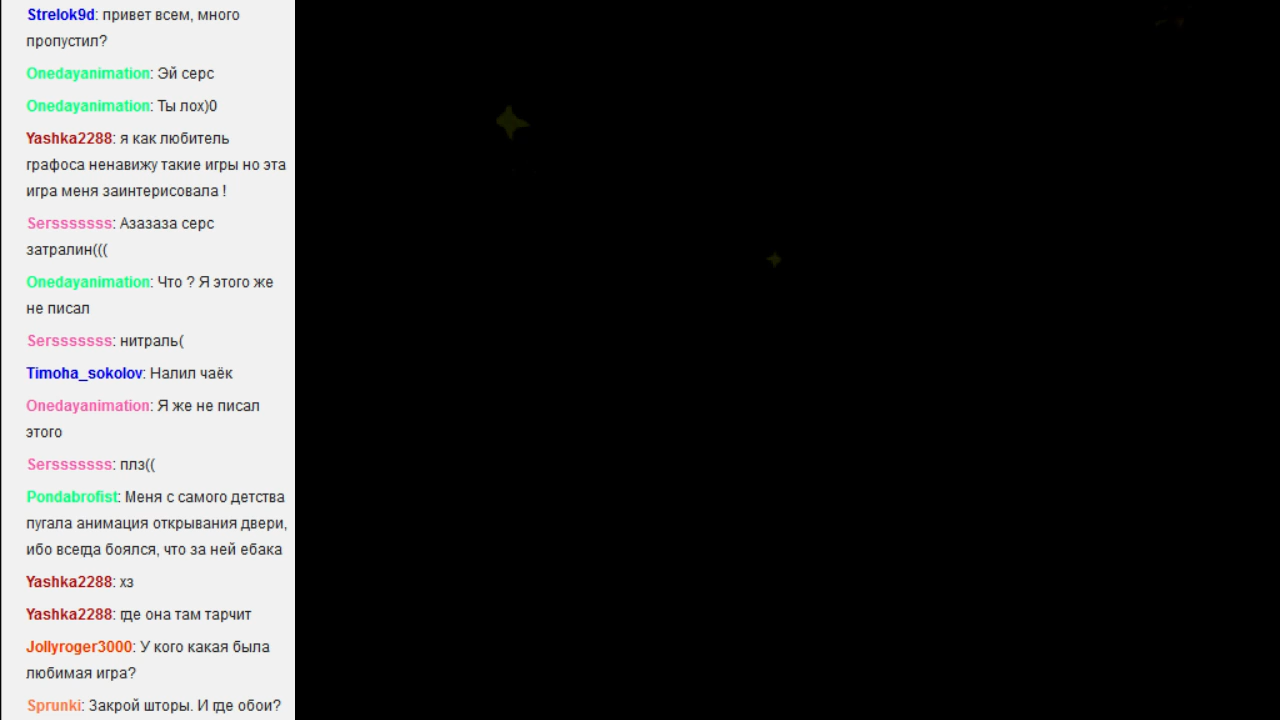 Strelok9d: привет всем, много
пропустил?
Onedayanimation: Эй серс
Onedayanimation: Ты лох)0
Yashka2288: я как любитель
графоса ненавижу такие игры но эта
игра меня заинтерисовала !
Sersssssss: Азазаза серс
затралин(((
Onedayanimation: Что ? Я этого же
не писал
Sersssssss: нитраль(
Timoha_sokolov: Налил чаёк
Onedayanimation: Я же не писал
этого
Sersssssss: плз((
Pondabrofist: Меня с самого детства
пугала анимация открывания двери,
ибо всегда боялся, что за ней ебака
Yashka2288: хз
Yashka2288: где она там тарчит
Jollyroger3000: У кого какая была
любимая игра?
Sprunki: Закрой шторы. И где обои?